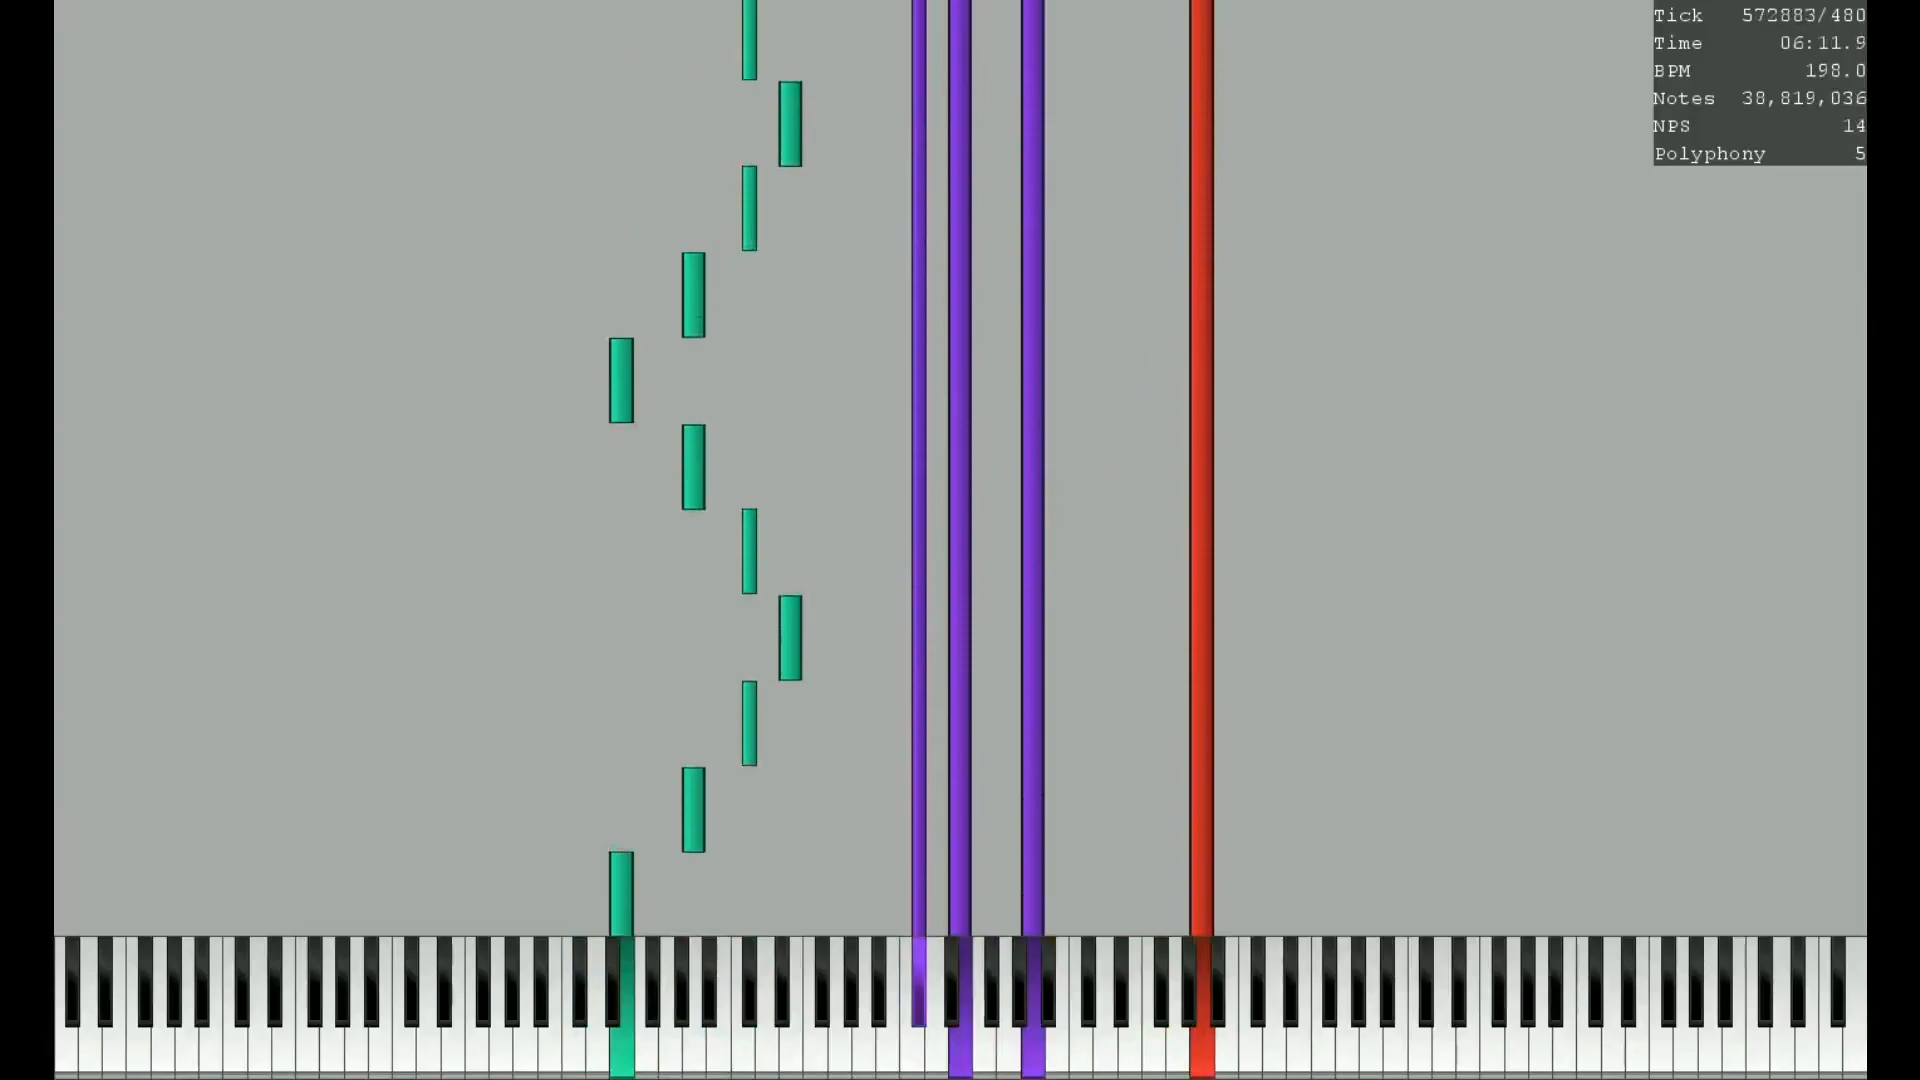 Tick 572883/480
Time 06:11.9
BPM 198.0
Notes 38,819,036
NPS 14
Polyphony 5